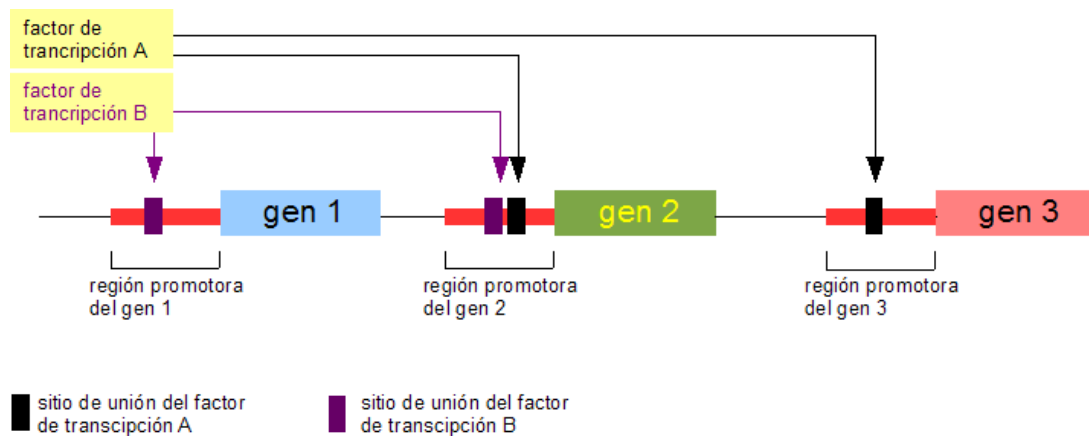 factor de
trancripción A
factor de
trancripción B
gen 1
gen 2
gen 3
región promotora
del gen 1
región promotora
del gen 2
región promotora
del gen 3
sitio de unión del factor
de transcipción A
sitio de unión del factor
de transcipción B